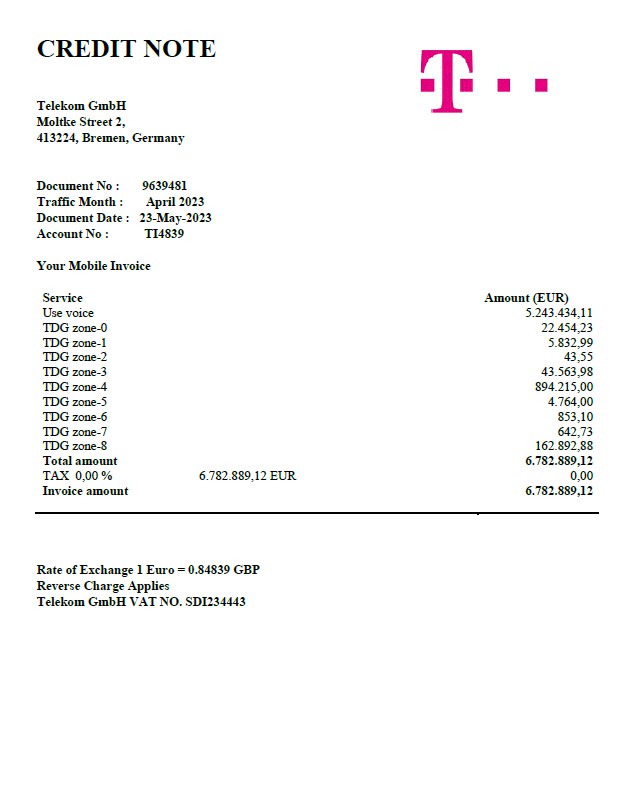 CREDIT NOTE
T
Telekom GmbH
Moltke Street 2,
413224, Bremen, Germany
Document No : 9639481
Traffic Month : April 2023
Document Date : 23-May-2023
Account No : TI4839
Your Mobile Invoice
Service Amount (EUR)
Use voice 5.243.434,11
TDG zone-0 22.454,23
TDG zone-1 5.832,99
TDG zone-2 43,55
TDG zone-3 43.563,98
TDG zone-4 894.215,00
TDG zone-5 4.764,00
TDG zone-6 853,10
TDG zone-7 642,73
TDG zone-8 162.892,88
Total amount 6.782.889,12
TAX 0,00 % 6.782.889,12 EUR 0,00
Invoice amount 6.782.889,12
Rate of Exchange 1 Euro = 0.84839 GBP
Reverse Charge Applies
Telekom GmbH VAT NO. SDI234443